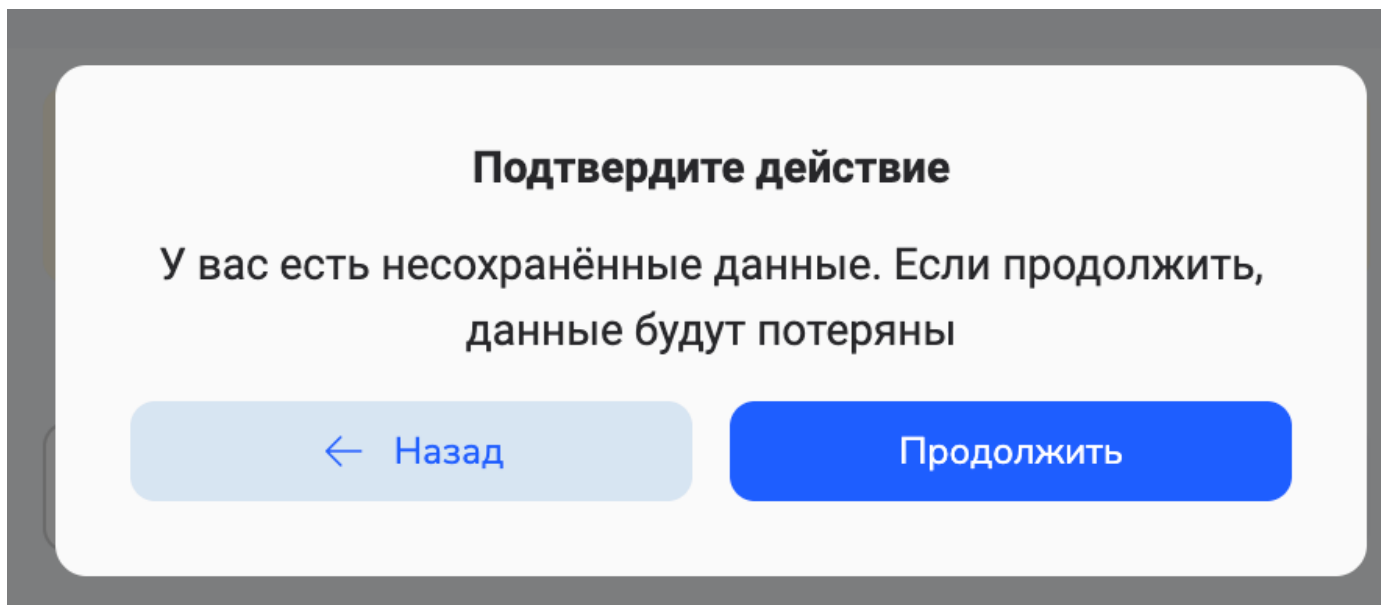 Подтвердите действие
У вас есть несохранённые данные. Если продолжить,
данные будут потеряны
← Назад
Продолжить